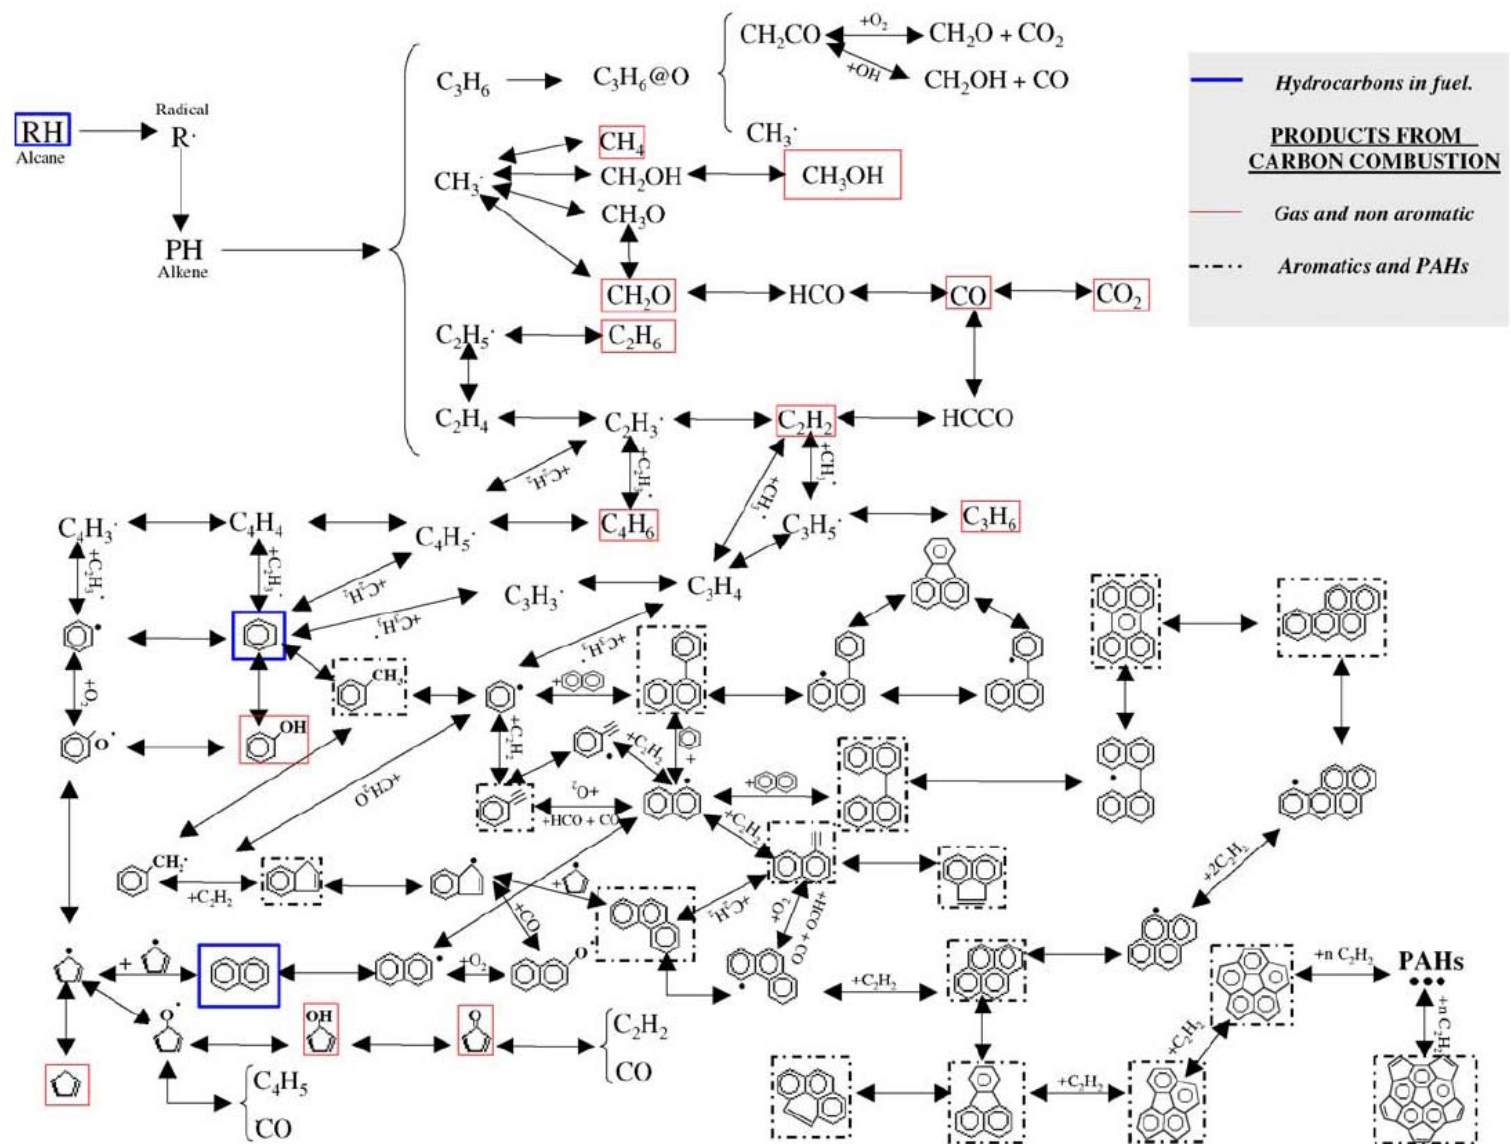 CH₂CO
+O₂
CH₂O + CO₂
+OH
CH₂OH + CO
C₃H₆
C₃H₆@O
CH₃·
Hydrocarbons in fuel.
PRODUCTS FROM
CARBON COMBUSTION
Gas and non aromatic
Aromatics and PAHs
RH
Alcane
Radical
R·
PH
Alkene
CH₄
CH₃·
CH₂OH
CH₃OH
CH₃O
CH₂O
HCO
CO
CO₂
C₂H₅·
C₂H₆
C₂H₄
C₂H₃·
C₂H₂
HCCO
+C₂H₂
+C₂H₃·
+CH₃·
+CH₃·
C₄H₃·
C₄H₄
C₄H₅·
C₄H₆
C₃H₅·
C₃H₆
+C₂H₃·
+C₂H₃·
+C₂H₂
+C₃H₃·
C₃H₃·
C₃H₄
+C₃H₃·
CH₃
+
+O₂
O·
OH
+C₂H₂
+C₂H₂
+
+CH₂O
+O₂
+HCO + CO
+
+C₂H₂
CH₂·
+C₂H₂
+
+CO
+C₂H₂
+O₂
+HCO + CO
+2C₂H₂
+
+O₂
O·
+C₂H₂
+n C₂H₂
PAHs
•••
+n C₂H₂
O·
OH
O
C₂H₂
CO
C₄H₅
CO
+C₂H₂
+C₂H₂